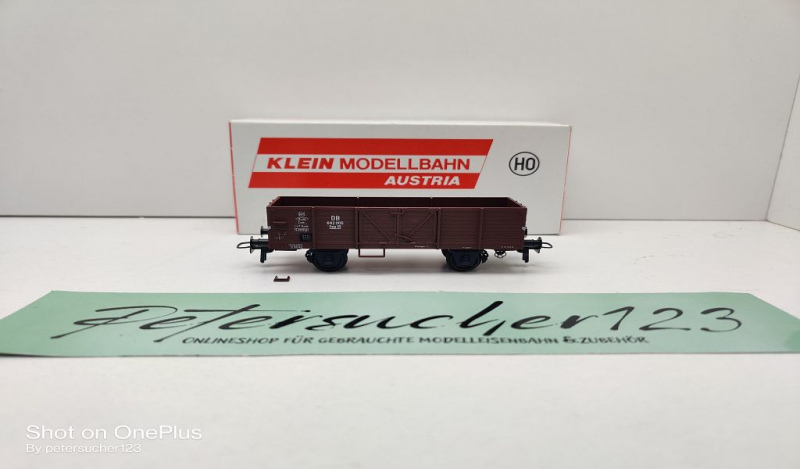 KLEIN MODELLBAHN
AUSTRIA
HO
DB
Petersucher123
ONLINESHOP FÜR GEBRAUCHTE MODELLEISENBAHN & ZUBEHÖR
Shot on OnePlus
By petersucher123